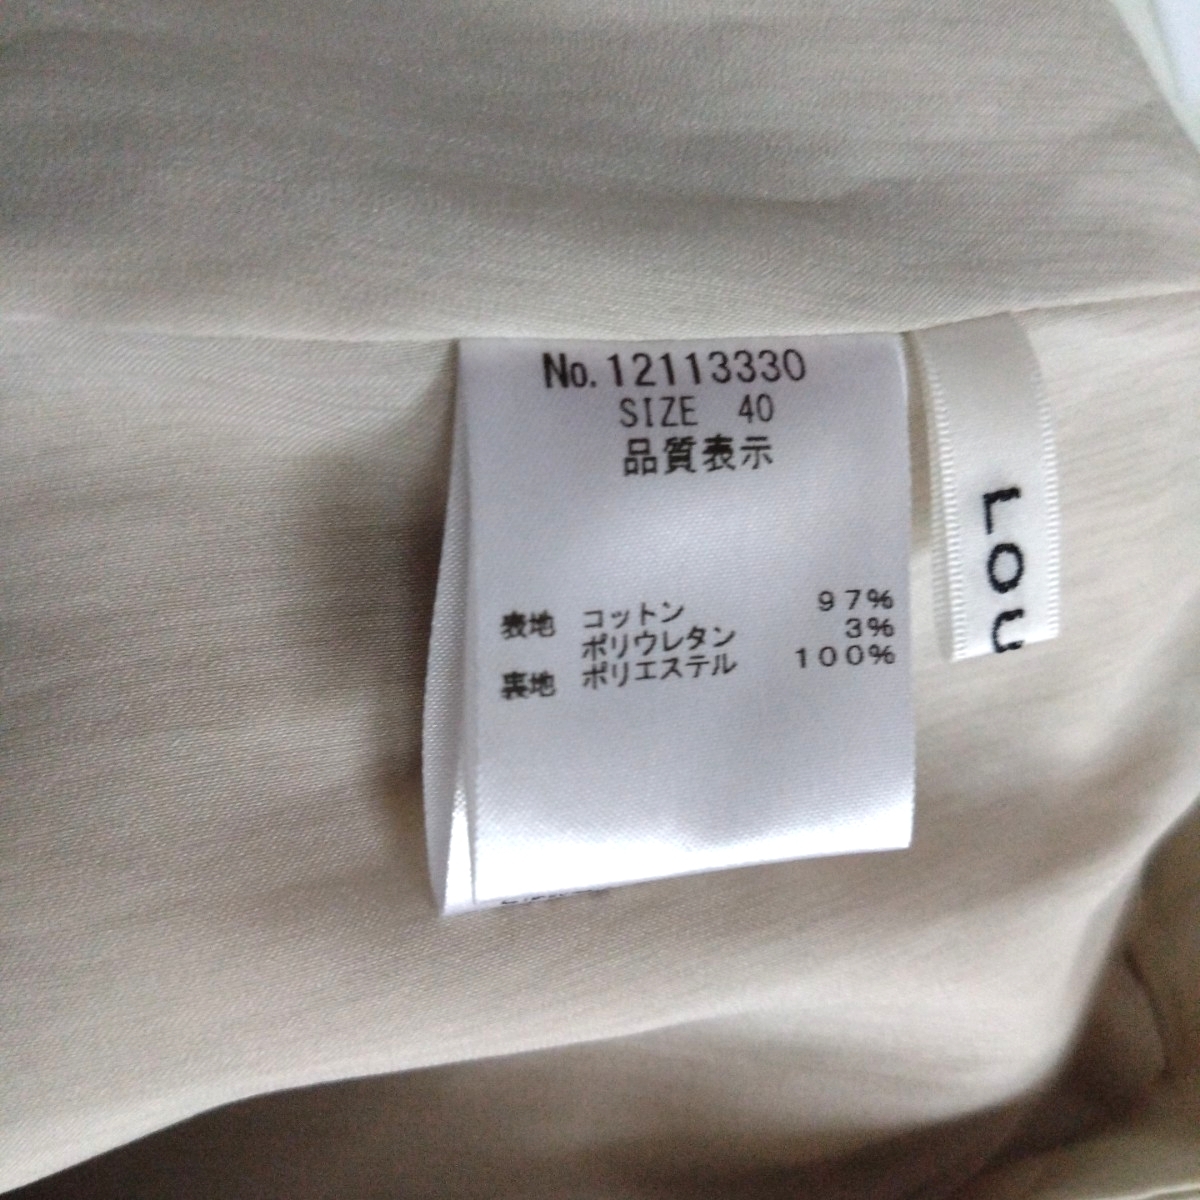 No. 12113330
SIZE 40
品質表示
表地 コットン 97%
ポリウレタン 3%
裏地 ポリエステル 100%
LOU